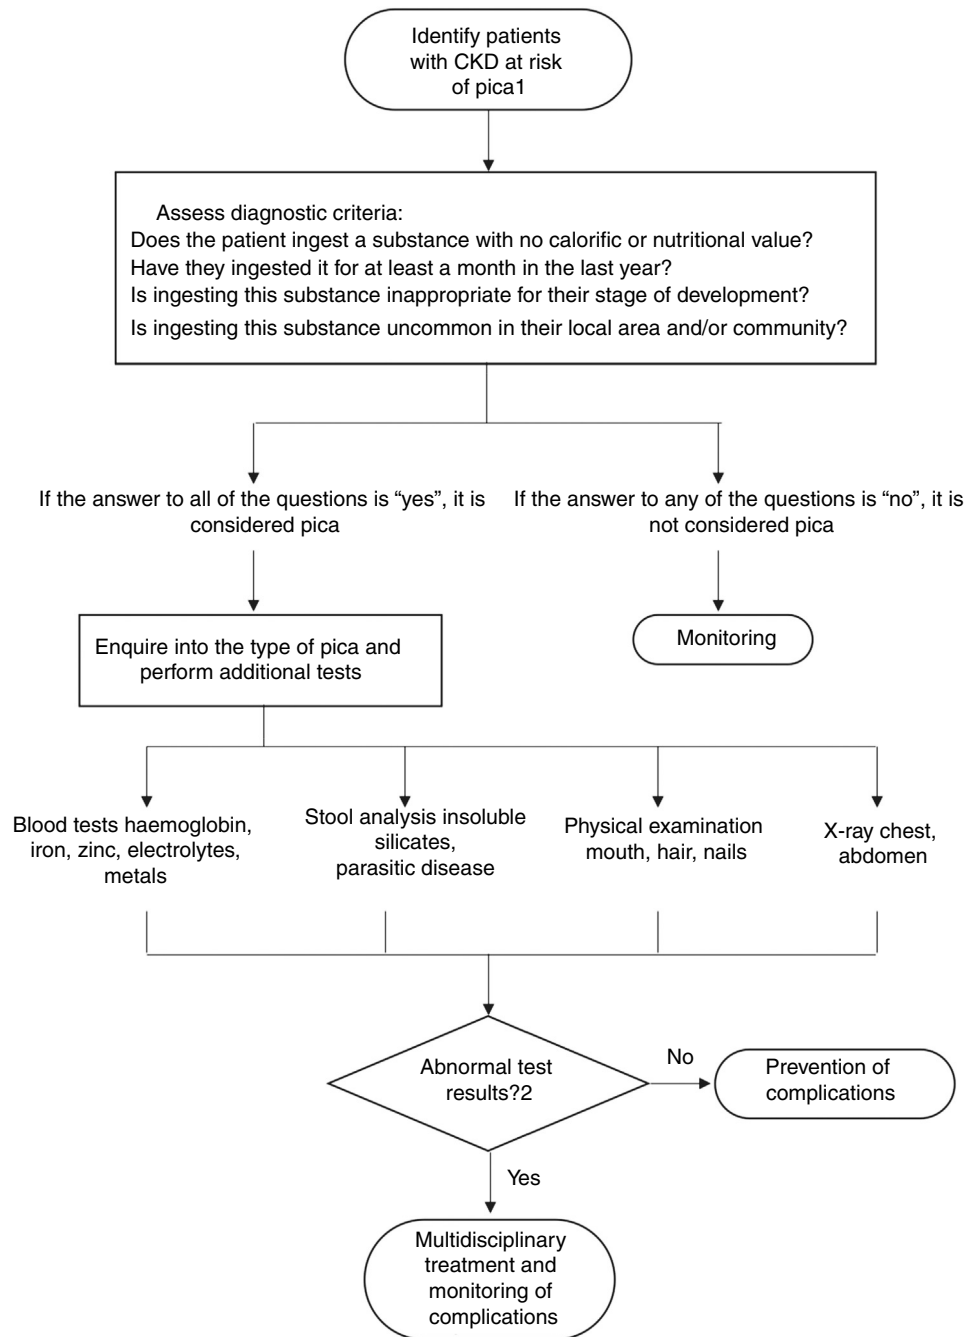 Identify patients
with CKD at risk
of pica1
Assess diagnostic criteria:
Does the patient ingest a substance with no calorific or nutritional value?
Have they ingested it for at least a month in the last year?
Is ingesting this substance inappropriate for their stage of development?
Is ingesting this substance uncommon in their local area and/or community?
If the answer to all of the questions is “yes”, it is
considered pica
If the answer to any of the questions is “no”, it is
not considered pica
Enquire into the type of pica and
perform additional tests
Monitoring
Blood tests haemoglobin,
iron, zinc, electrolytes,
metals
Stool analysis insoluble
silicates,
parasitic disease
Physical examination
mouth, hair, nails
X-ray chest,
abdomen
Abnormal test
results?2
No
Prevention of
complications
Yes
Multidisciplinary
treatment and
monitoring of
complications